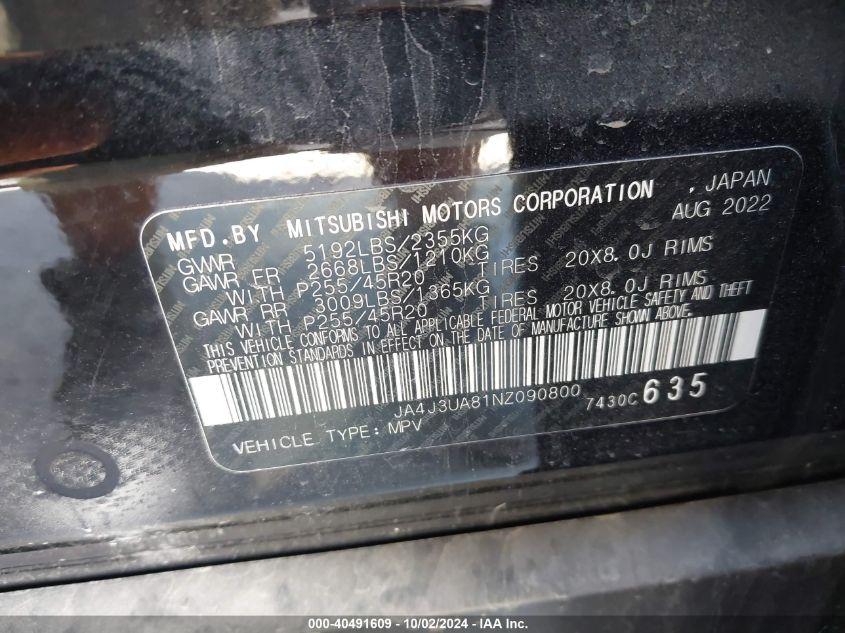 MFD.BY MITSUBISHI MOTORS CORPORATION , JAPAN
AUG 2022
GVWR 5192LBS/2355KG
GAWR FR 2668LBS/1210KG
WITH P255/45R20 TIRES 20X8.0J RIMS
GAWR RR 3009LBS/1365KG
WITH P255/45R20 TIRES 20X8.0J RIMS
THIS VEHICLE CONFORMS TO ALL APPLICABLE FEDERAL MOTOR VEHICLE SAFETY AND THEFT
PREVENTION STANDARDS IN EFFECT ON THE DATE OF MANUFACTURE SHOWN ABOVE.
JA4J3UA81NZ090800 7430C 635
VEHICLE TYPE: MPV
000-40491609 - 10/02/2024 - IAAI.com